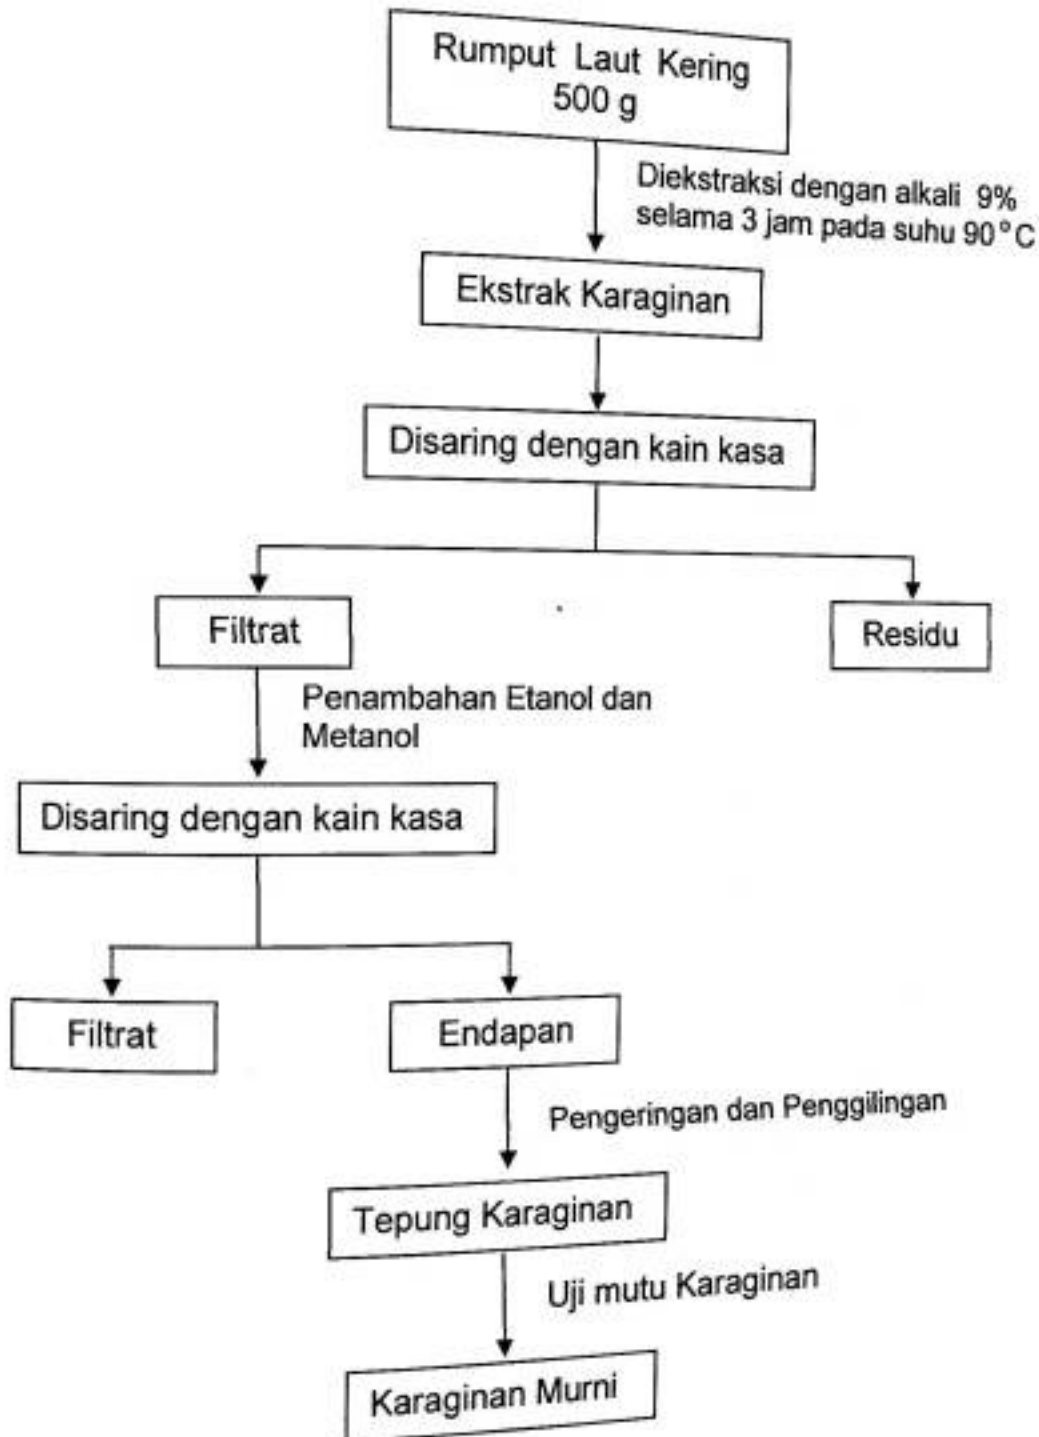 Rumput Laut Kering
500 g
Diekstraksi dengan alkali 9%
selama 3 jam pada suhu 90°C
Ekstrak Karaginan
Disaring dengan kain kasa
Filtrat
Residu
Penambahan Etanol dan
Metanol
Disaring dengan kain kasa
Filtrat
Endapan
Pengeringan dan Penggilingan
Tepung Karaginan
Uji mutu Karaginan
Karaginan Murni